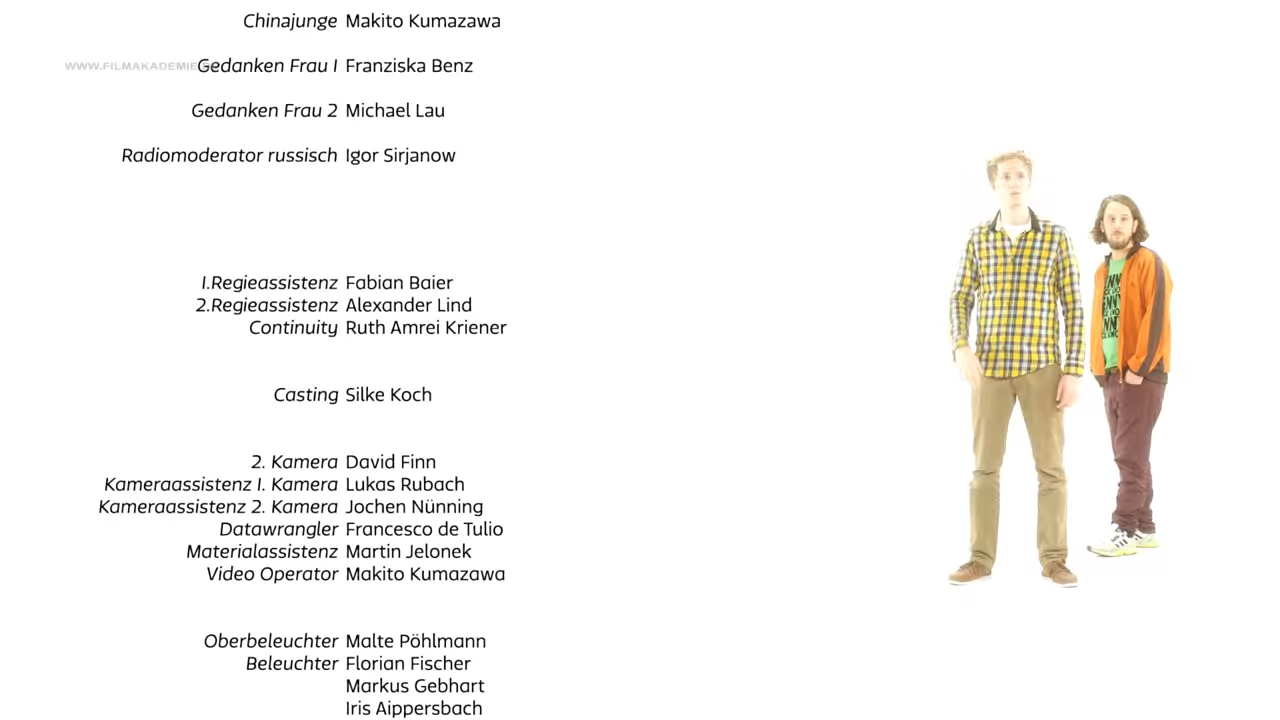 Chinajunge Makito Kumazawa
WWW.FILMAKADEMIE.
Gedanken Frau 1 Franziska Benz
Gedanken Frau 2 Michael Lau
Radiomoderator russisch Igor Sirjanow
1.Regieassistenz Fabian Baier
2.Regieassistenz Alexander Lind
Continuity Ruth Amrei Kriener
Casting Silke Koch
2. Kamera David Finn
Kameraassistenz 1. Kamera Lukas Rubach
Kameraassistenz 2. Kamera Jochen Nünning
Datawrangler Francesco de Tulio
Materialassistenz Martin Jelonek
Video Operator Makito Kumazawa
Oberbeleuchter Malte Pöhlmann
Beleuchter Florian Fischer
Markus Gebhart
Iris Aippersbach